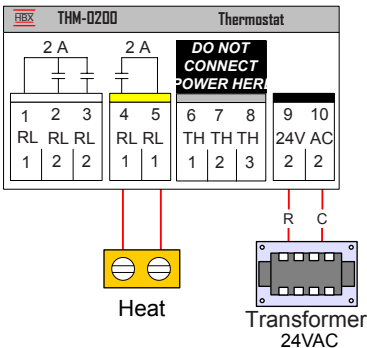 HBX THM-0200 Thermostat
2 A 2 A DO NOT
CONNECT
POWER HERE
1 2 3 4 5 6 7 8 9 10
RL RL RL RL RL TH TH TH 24V AC
1 2 2 1 1 1 2 3 2 2
R C
Heat
Transformer
24VAC